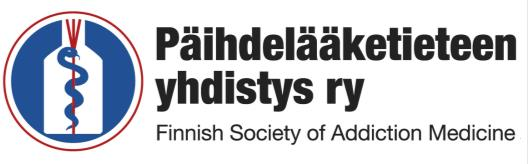 Päihdelääketieteen
yhdistys ry
Finnish Society of Addiction Medicine